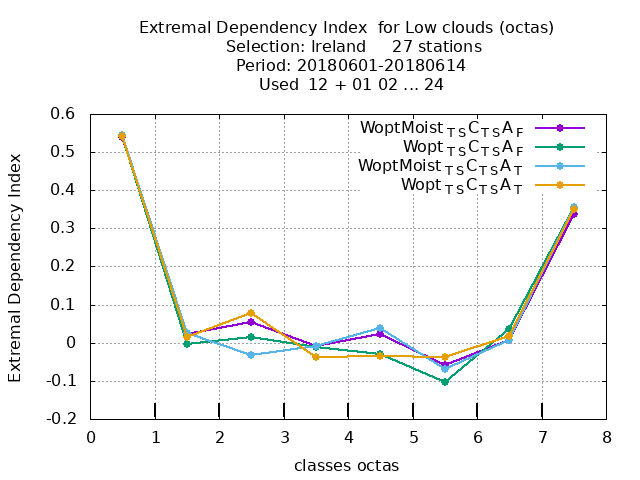 Extremal Dependency Index  for Low clouds (octas)
Selection: Ireland     27 stations
Period: 20180601-20180614
Used  12 + 01 02 ... 24
WoptMoist TS C TS A F
Wopt TS C TS A F
WoptMoist TS C TS A T
Wopt TS C TS A T
Extremal Dependency Index
0.6
0.5
0.4
0.3
0.2
0.1
0
-0.1
-0.2
0 1 2 3 4 5 6 7 8
classes octas